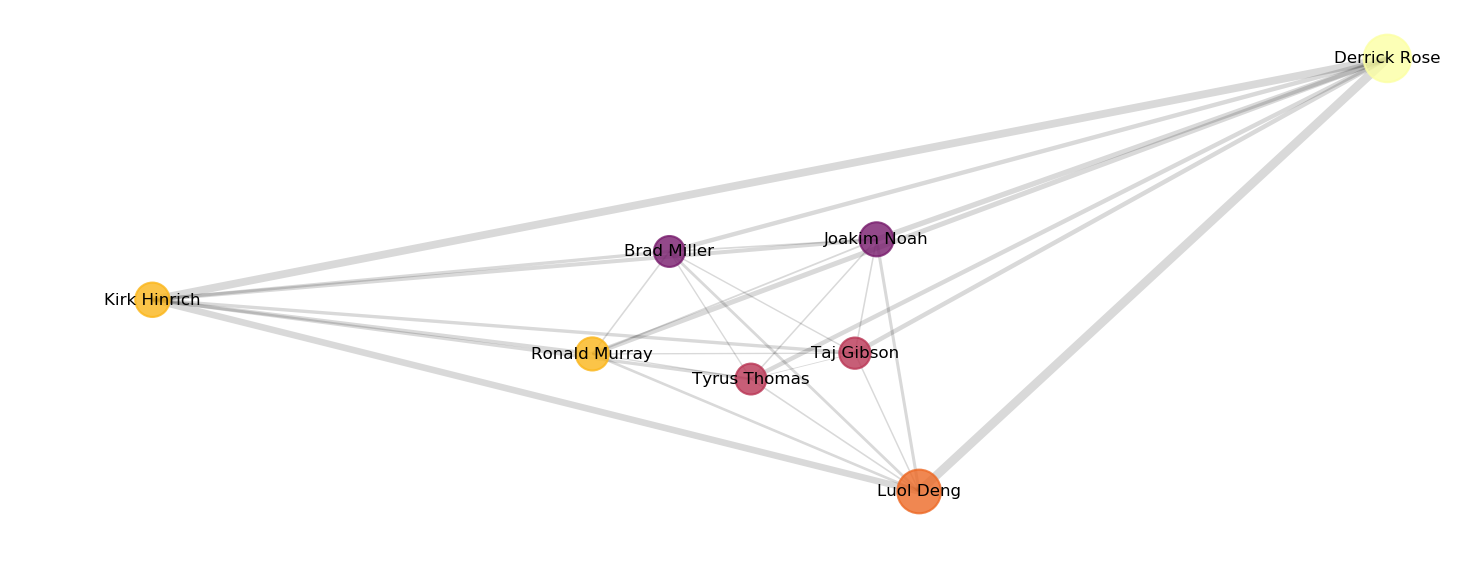 Derrick Rose
Joakim Noah
Brad Miller
Kirk Hinrich
Taj Gibson
Ronald Murray
Tyrus Thomas
Luol Deng